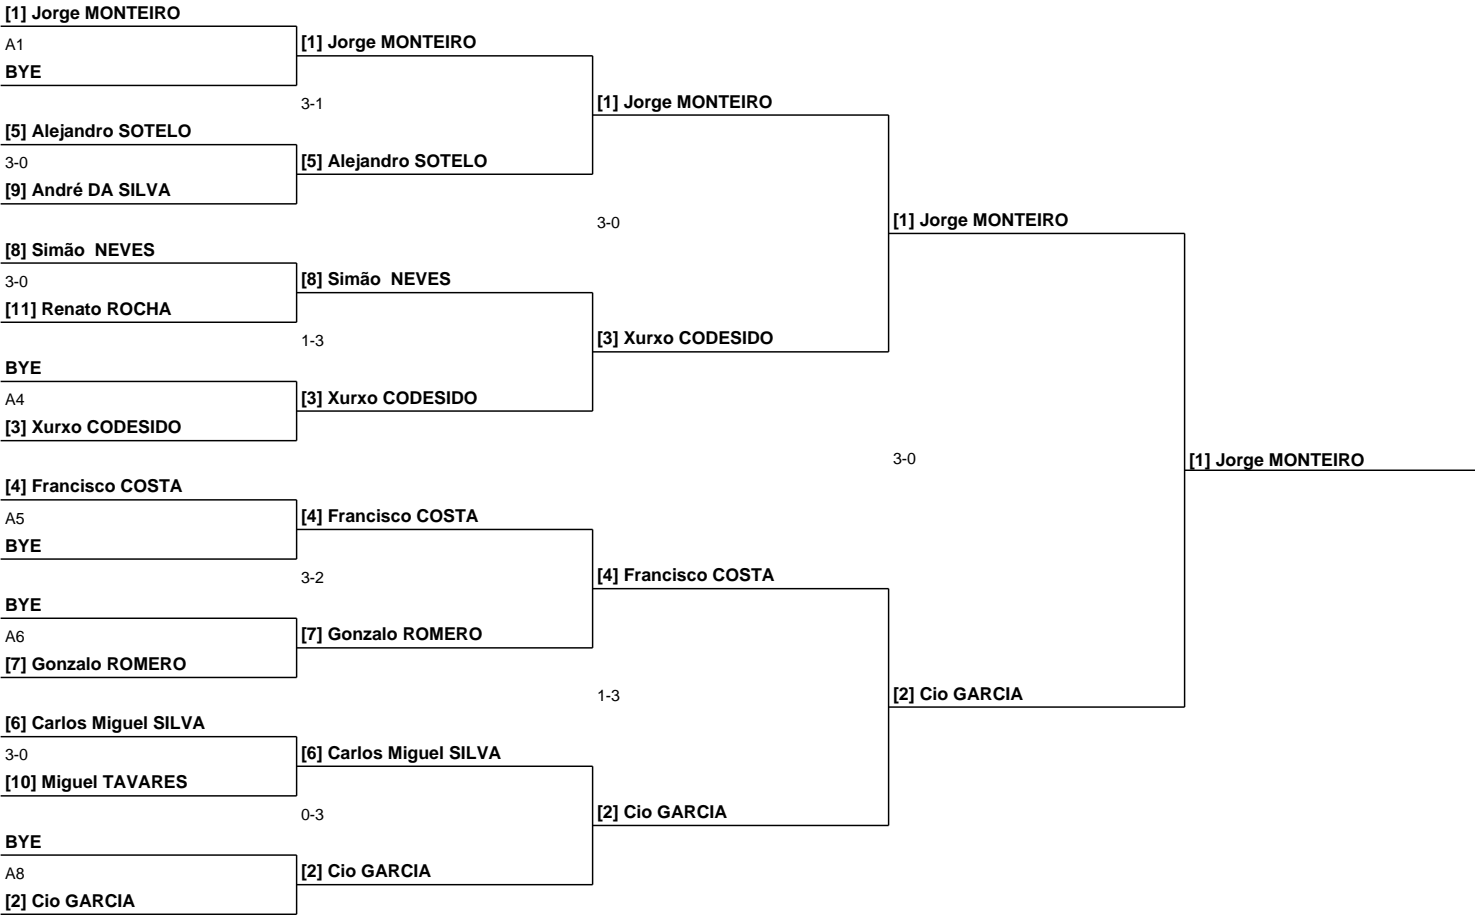 [1] Jorge MONTEIRO
A1
BYE
[5] Alejandro SOTELO
3-0
[9] André DA SILVA
[8] Simão  NEVES
3-0
[11] Renato ROCHA
BYE
A4
[3] Xurxo CODESIDO
[4] Francisco COSTA
A5
BYE
BYE
A6
[7] Gonzalo ROMERO
[6] Carlos Miguel SILVA
3-0
[10] Miguel TAVARES
BYE
A8
[2] Cio GARCIA
[1] Jorge MONTEIRO
3-1
[5] Alejandro SOTELO
[8] Simão  NEVES
1-3
[3] Xurxo CODESIDO
[4] Francisco COSTA
3-2
[7] Gonzalo ROMERO
[6] Carlos Miguel SILVA
0-3
[2] Cio GARCIA
[1] Jorge MONTEIRO
3-0
[3] Xurxo CODESIDO
[4] Francisco COSTA
1-3
[2] Cio GARCIA
[1] Jorge MONTEIRO
3-0
[2] Cio GARCIA
[1] Jorge MONTEIRO